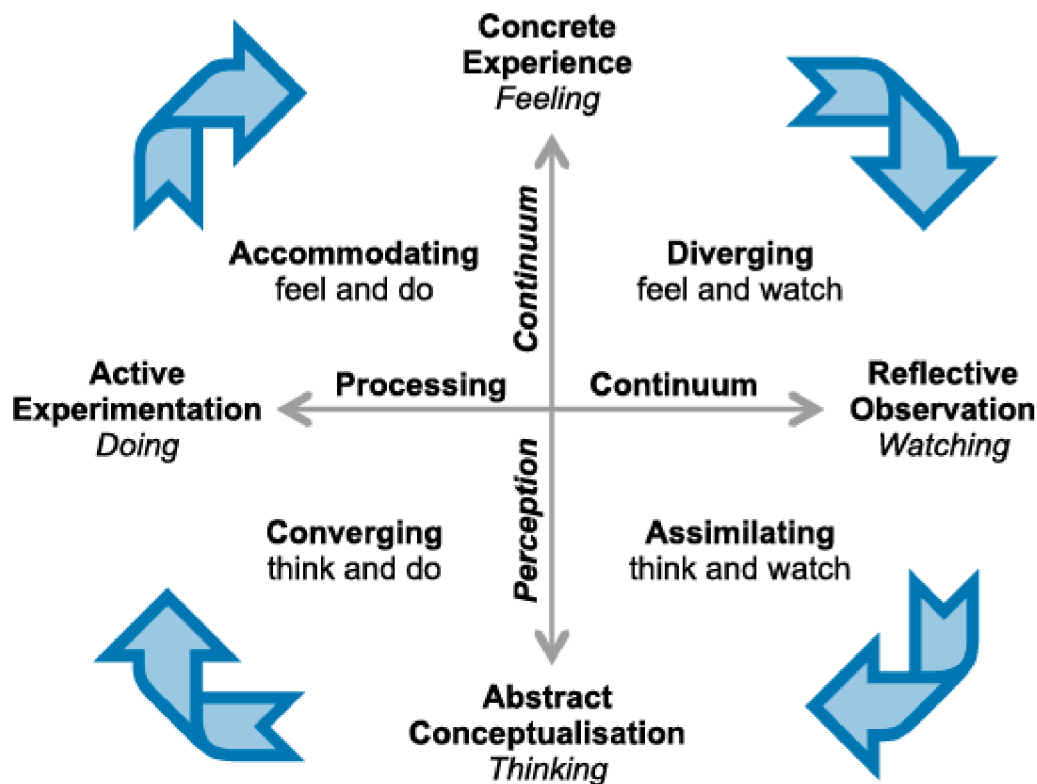 Concrete
Experience
Feeling
Accommodating
feel and do
Continuum
Diverging
feel and watch
Active
Experimentation
Doing
Processing
Continuum
Reflective
Observation
Watching
Converging
think and do
Perception
Assimilating
think and watch
Abstract
Conceptualisation
Thinking